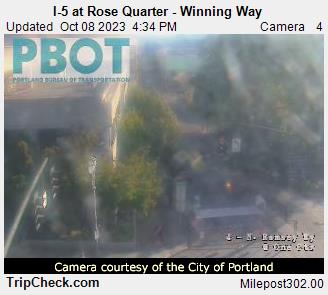 I-5 at Rose Quarter - Winning Way
Updated Oct 08 2023 4:34 PM Camera 4
PBOT
PORTLAND BUREAU OF TRANSPORTATION
Camera courtesy of the City of Portland
TripCheck.com Milepost302.00